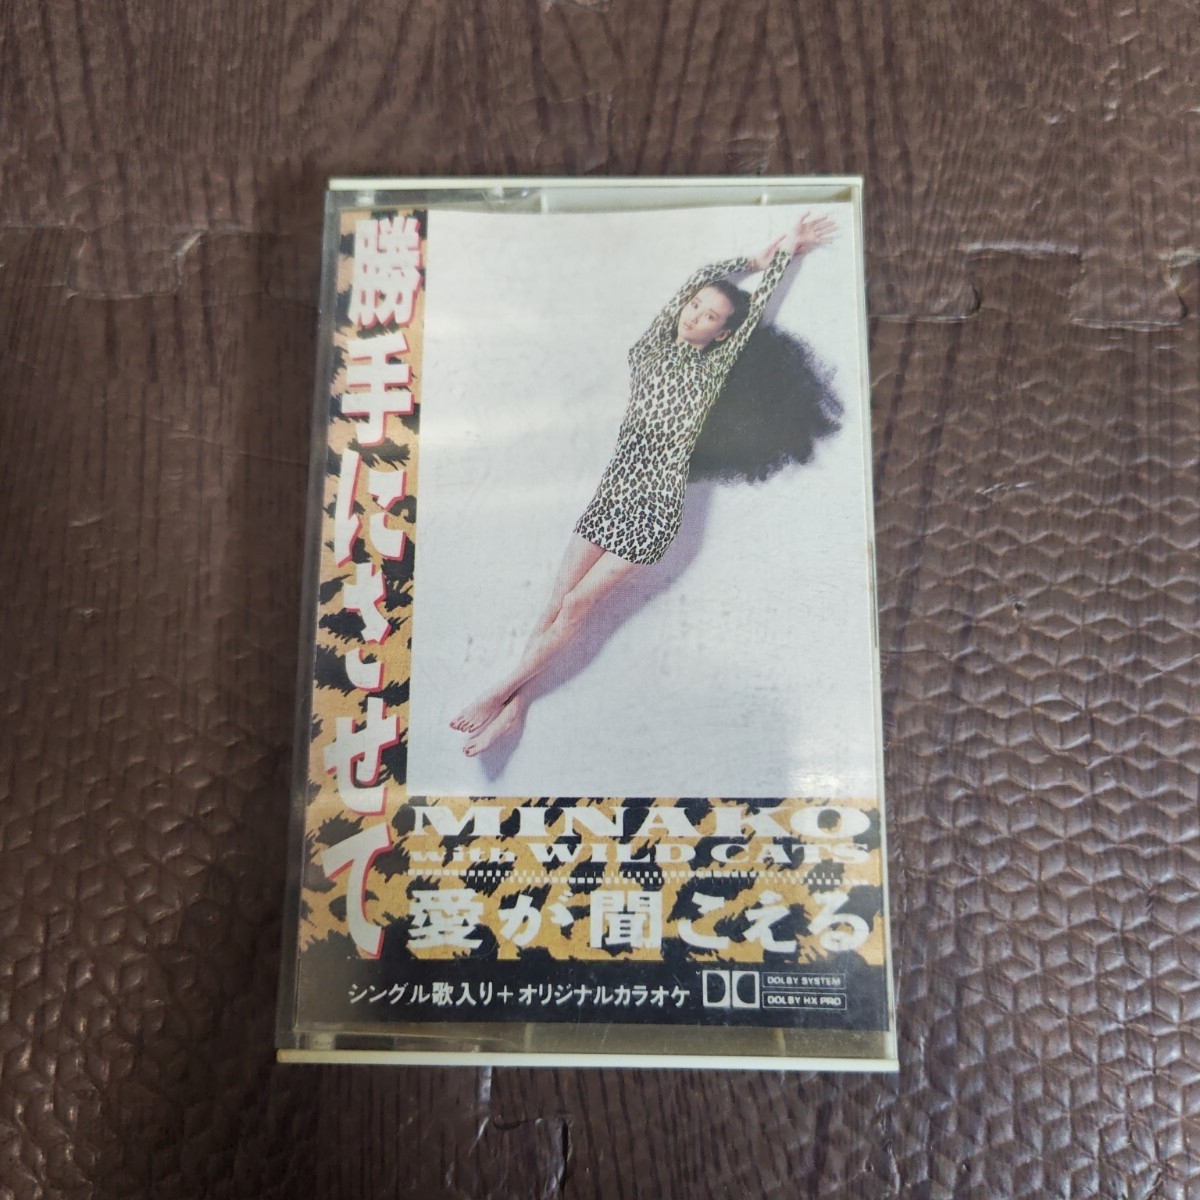 勝手にさせて
MINAKO
with WILD CATS
愛が聞こえる
シングル歌入り+オリジナルカラオケ
DOLBY SYSTEM
DOLBY HX PRO